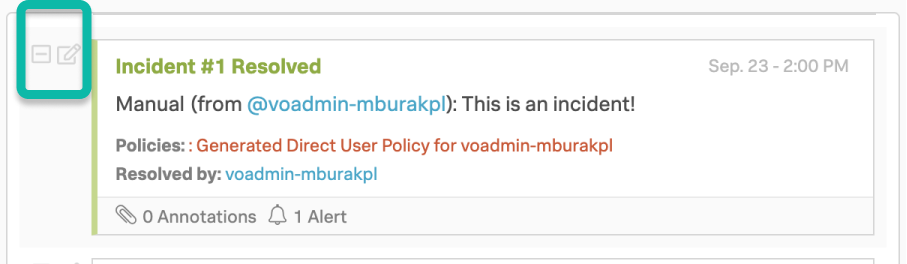 Incident #1 Resolved
Sep. 23 - 2:00 PM
Manual (from @voadmin-mburakpl): This is an incident!
Policies: : Generated Direct User Policy for voadmin-mburakpl
Resolved by: voadmin-mburakpl
0 Annotations 1 Alert